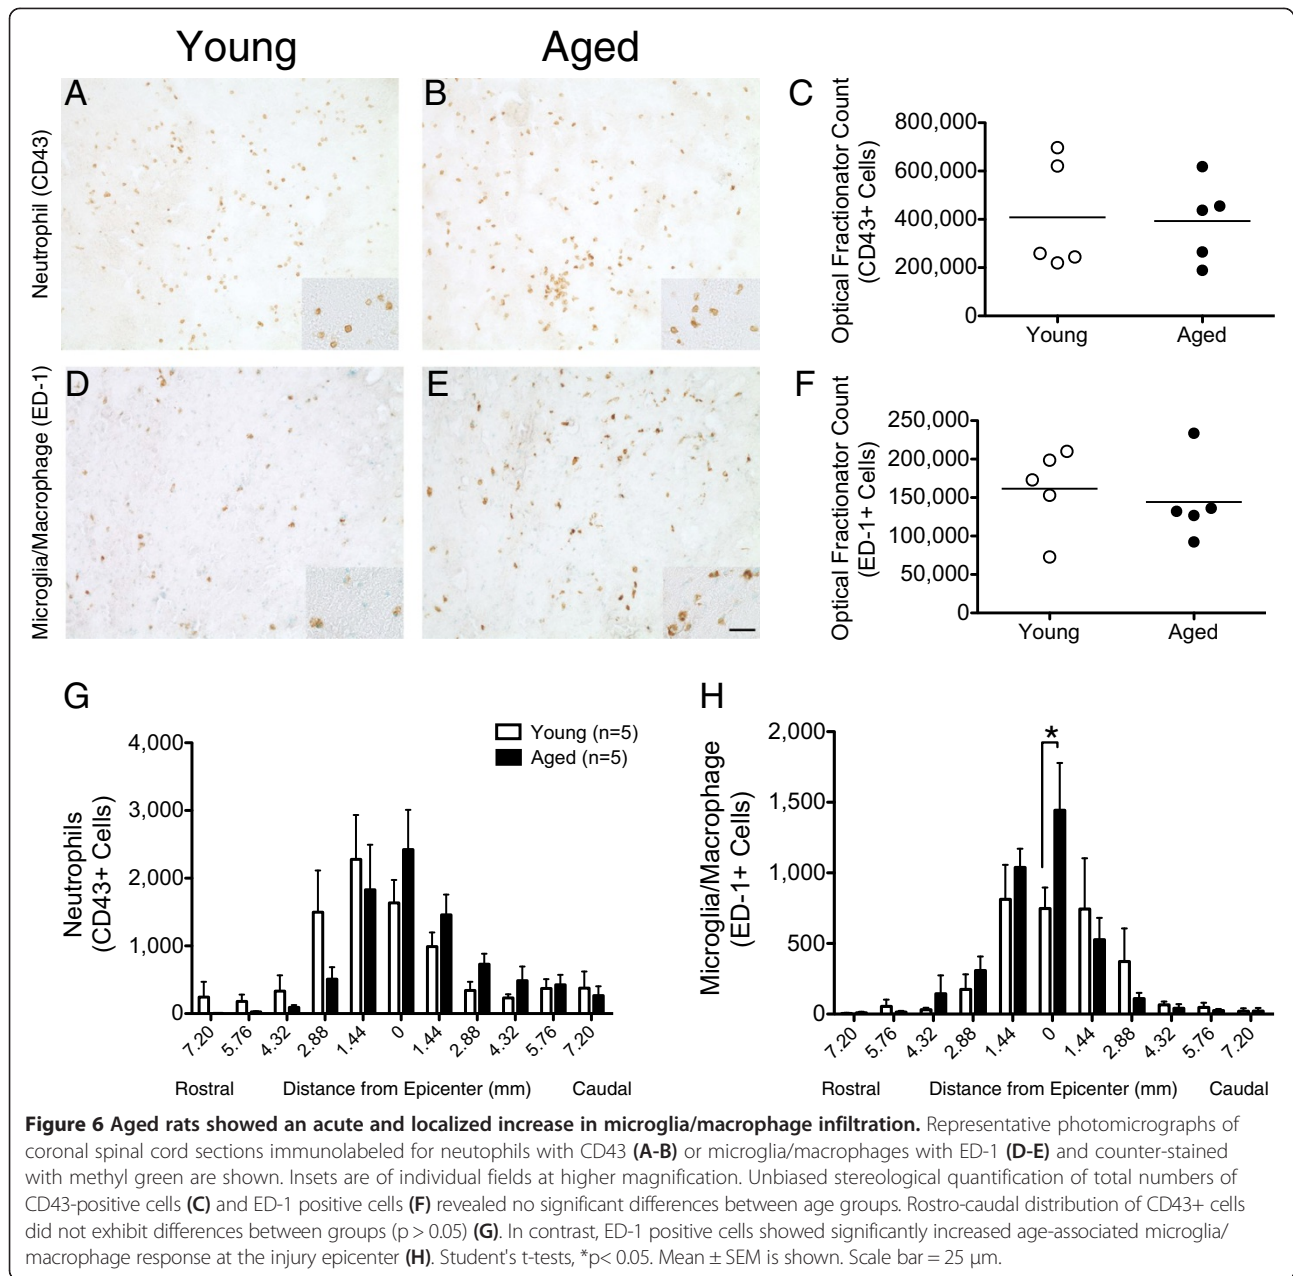 Young
Aged
A
B
C
Neutrophil (CD43)
Optical Fractionator Count
(CD43+ Cells)
800,000
600,000
400,000
200,000
0
Young
Aged
D
E
F
Microglia/Macrophage (ED-1)
Optical Fractionator Count
(ED-1+ Cells)
250,000
200,000
150,000
100,000
50,000
0
Young
Aged
G
Young (n=5)
Aged (n=5)
Neutrophils
(CD43+ Cells)
4,000
3,000
2,000
1,000
0
7.20
5.76
4.32
2.88
1.44
0
1.44
2.88
4.32
5.76
7.20
Rostral
Distance from Epicenter (mm)
Caudal
H
Microglia/Macrophage
(ED-1+ Cells)
2,000
1,500
1,000
500
0
*
7.20
5.76
4.32
2.88
1.44
0
1.44
2.88
4.32
5.76
7.20
Rostral
Distance from Epicenter (mm)
Caudal
Figure 6 Aged rats showed an acute and localized increase in microglia/macrophage infiltration. Representative photomicrographs of
coronal spinal cord sections immunolabeled for neutophils with CD43 (A-B) or microglia/macrophages with ED-1 (D-E) and counter-stained
with methyl green are shown. Insets are of individual fields at higher magnification. Unbiased stereological quantification of total numbers of
CD43-positive cells (C) and ED-1 positive cells (F) revealed no significant differences between age groups. Rostro-caudal distribution of CD43+ cells
did not exhibit differences between groups (p > 0.05) (G). In contrast, ED-1 positive cells showed significantly increased age-associated microglia/
macrophage response at the injury epicenter (H). Student's t-tests, *p< 0.05. Mean ± SEM is shown. Scale bar = 25 μm.